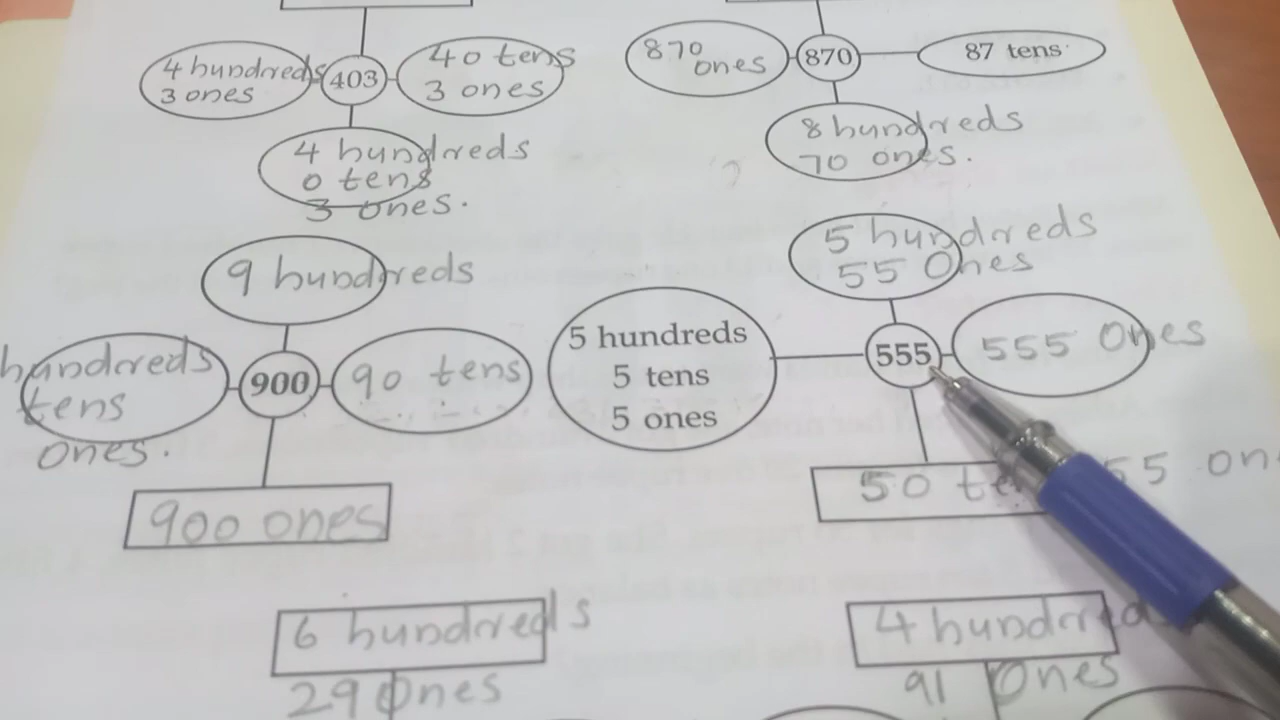 4 hundreds
3 ones
403
40 tens
3 ones
4 hundreds
0 tens
3 ones.
870
ones
870
87 tens
8 hundreds
70 ones.
9 hundreds
hundreds
tens
ones.
900
90 tens
900 ones
5 hundreds
55 Ones
5 hundreds
5 tens
5 ones
555
555 Ones
50 te
55 on
6 hundreds
29 Ones
4 hundred
91 Ones